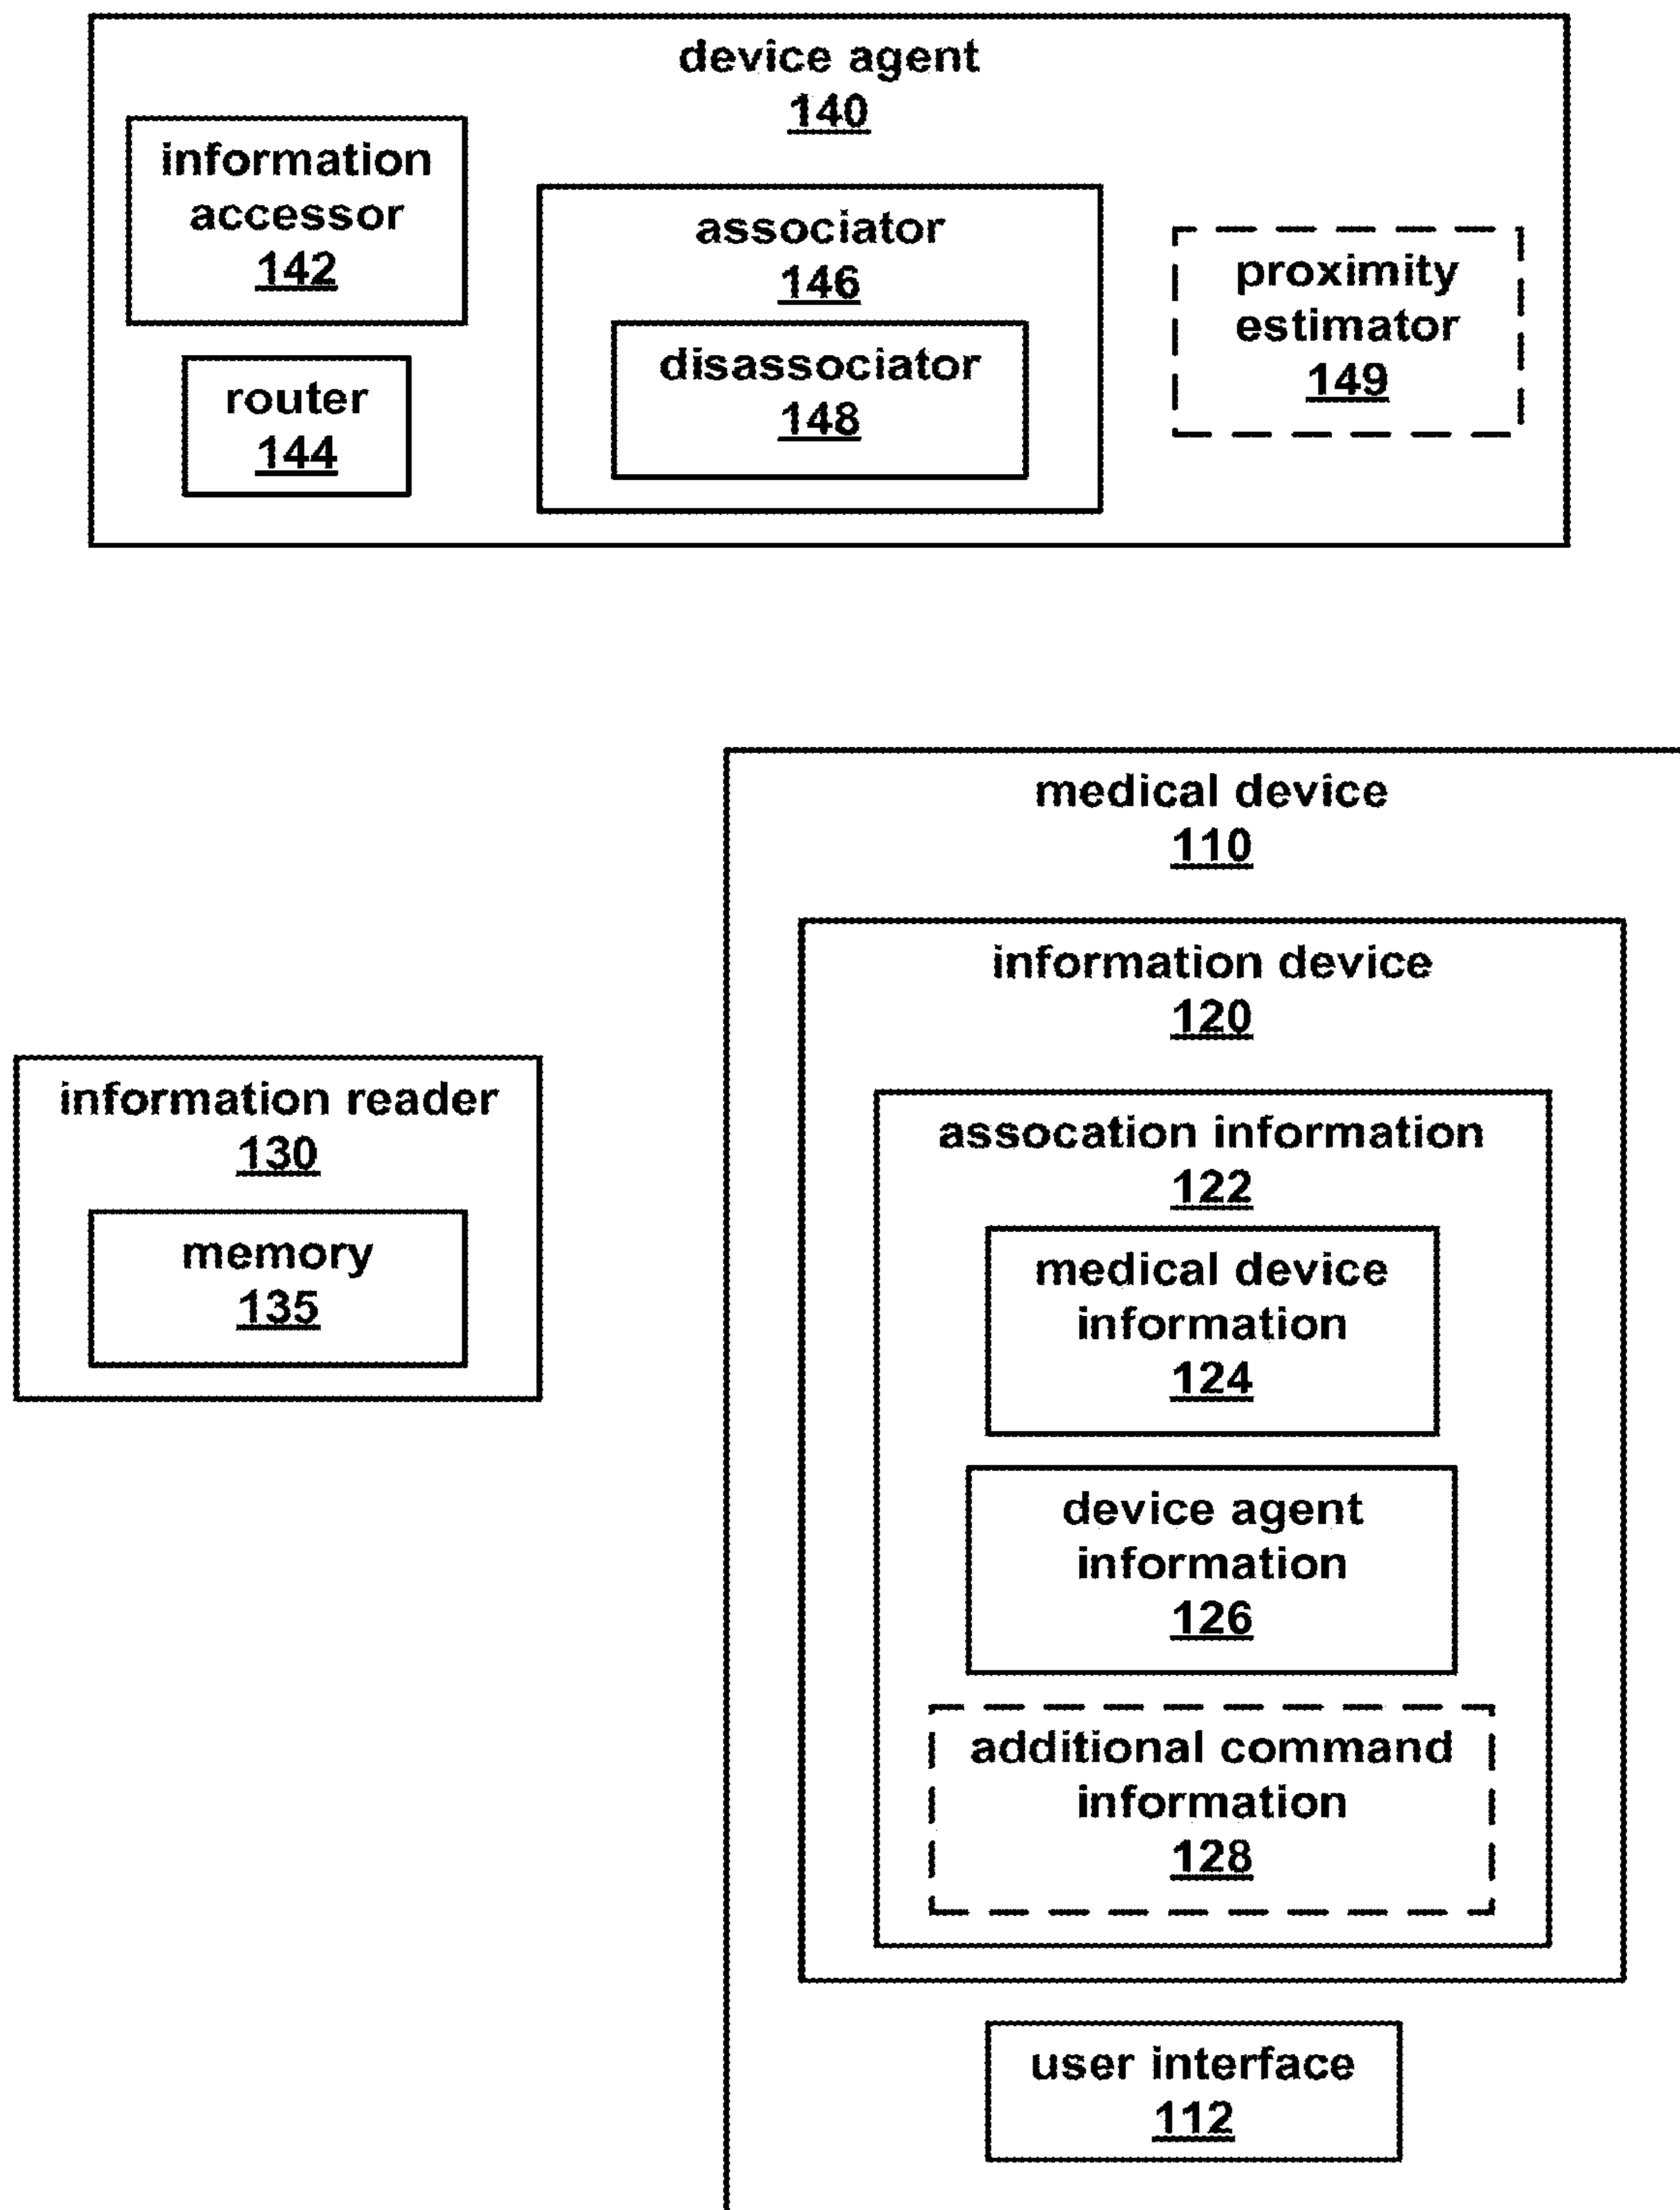 device agent
140
information
accessor
142
router
144
associator
146
disassociator
148
proximity
estimator
149
medical device
110
information device
120
information reader
130
memory
135
assocation information
122
medical device
information
124
device agent
information
126
additional command
information
128
user interface
112